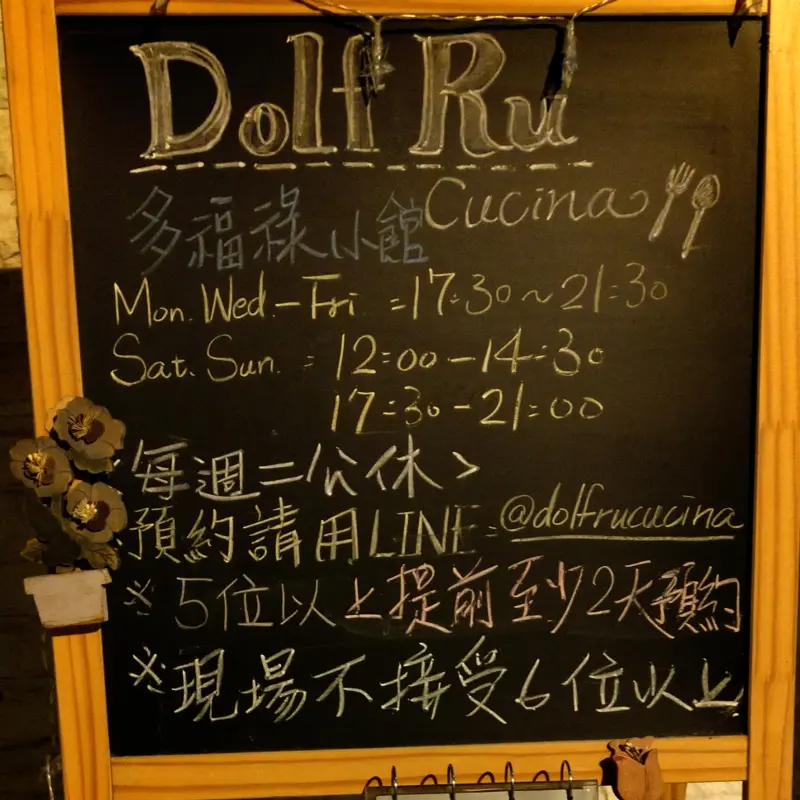 Dolf Ru
多福祿小館 Cucina
Mon. Wed. - Fri. = 17:30 ~ 21:30
Sat. Sun. = 12:00 - 14:30
17:30 - 21:00
每週二公休 >
預約請用LINE = @dolfrucucina
※ 5位以上提前至少2天預約
※現場不接受6位以上